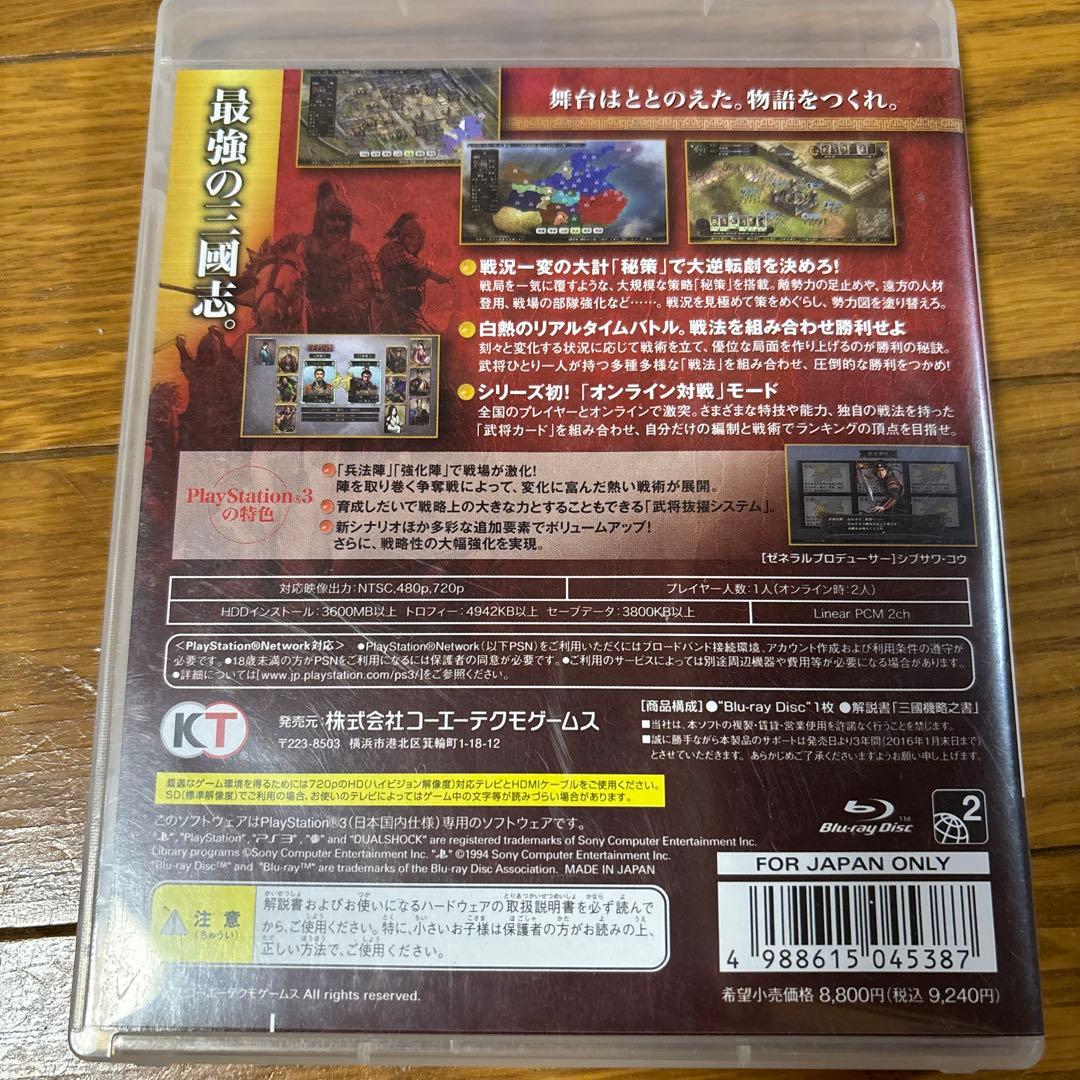 最強の三國志。
舞台はととのえた。物語をつくれ。
戦況一変の大計「秘策」で大逆転劇を決めろ!
戦局を一気に覆すような、大規模な策略「秘策」を搭載。敵勢力の足止めや、遠方の人材
登用、戦場の部隊強化など……。戦況を見極めて策をめぐらし、勢力図を塗り替えろ。
白熱のリアルタイムバトル。戦法を組み合わせ勝利せよ
刻々と変化する状況に応じて戦術を立て、優位な局面を作り上げるのが勝利の秘訣。
武将ひとり一人が持つ多種多様な「戦法」を組み合わせ、圧倒的な勝利をつかめ!
シリーズ初!「オンライン対戦」モード
全国のプレイヤーとオンラインで激突。さまざまな特技や能力、独自の戦法を持った
「武将カード」を組み合わせ、自分だけの編制と戦術でランキングの頂点を目指せ。
PlayStation®3
の特色
「兵法陣」「強化陣」で戦場が激化!
陣を取り巻く争奪戦によって、変化に富んだ熱い戦術が展開。
育成しだいで戦略上の大きな力とすることもできる「武将抜擢システム」。
新シナリオほか多彩な追加要素でボリュームアップ!
さらに、戦略性の大幅強化を実現。
[ゼネラルプロデューサー]シブサワ・コウ
対応映像出力:NTSC,480p,720p
プレイヤー人数:1人(オンライン時:2人)
HDDインストール:3600MB以上 トロフィー:4942KB以上 セーブデータ:3800KB以上
Linear PCM 2ch
<PlayStation®Network対応> ●PlayStation®Network(以下PSN)をご利用いただくにはブロードバンド接続環境、アカウント作成および利用条件の遵守が
必要です。●18歳未満の方がPSNをご利用になるには保護者の同意が必要です。●ご利用のサービスによっては別途周辺機器や費用等が必要になる場合があります。
●詳細については[www.jp.playstation.com/ps3/]をご参照ください。
KT
発売元:株式会社コーエーテクモゲームス
〒223-8503 横浜市港北区箕輪町1-18-12
[商品構成]●"Blu-ray Disc"1枚 ●解説書「三國機略之書」
■当社は、本ソフトの複製・賃貸・営業使用を許諾なく行うことを禁じます。
■誠に勝手ながら本製品のサポートは発売日より3年間(2016年1月末日まで)
とさせていただきます。あらかじめご了承くださいますようお願い申し上げます。
最適なゲーム環境を得るためには720pのHD(ハイビジョン解像度)対応テレビとHDMIケーブルをご使用ください。
SD(標準解像度)でご利用の場合、お使いのテレビによってはゲーム中の文字等が読みづらい場合があります。
このソフトウェアはPlayStation®3(日本国内仕様)専用のソフトウェアです。
" ", "PlayStation", "PS3", " " and "DUALSHOCK" are registered trademarks of Sony Computer Entertainment Inc.
Library programs ©Sony Computer Entertainment Inc. " " ©1994 Sony Computer Entertainment Inc.
"Blu-ray Disc™" and "Blu-ray™" are trademarks of the Blu-ray Disc Association. MADE IN JAPAN
Blu-ray Disc™
2
FOR JAPAN ONLY
注意
(ちゅうい)
解説書およびお使いになるハードウェアの取扱説明書を必ず読んで
から、ご使用ください。特に、小さいお子様は保護者の方がお読みの上、
正しい方法で、ご使用ください。
4 988615 045387
希望小売価格 8,800円(税込 9,240円)
コーエーテクモゲームス All rights reserved.